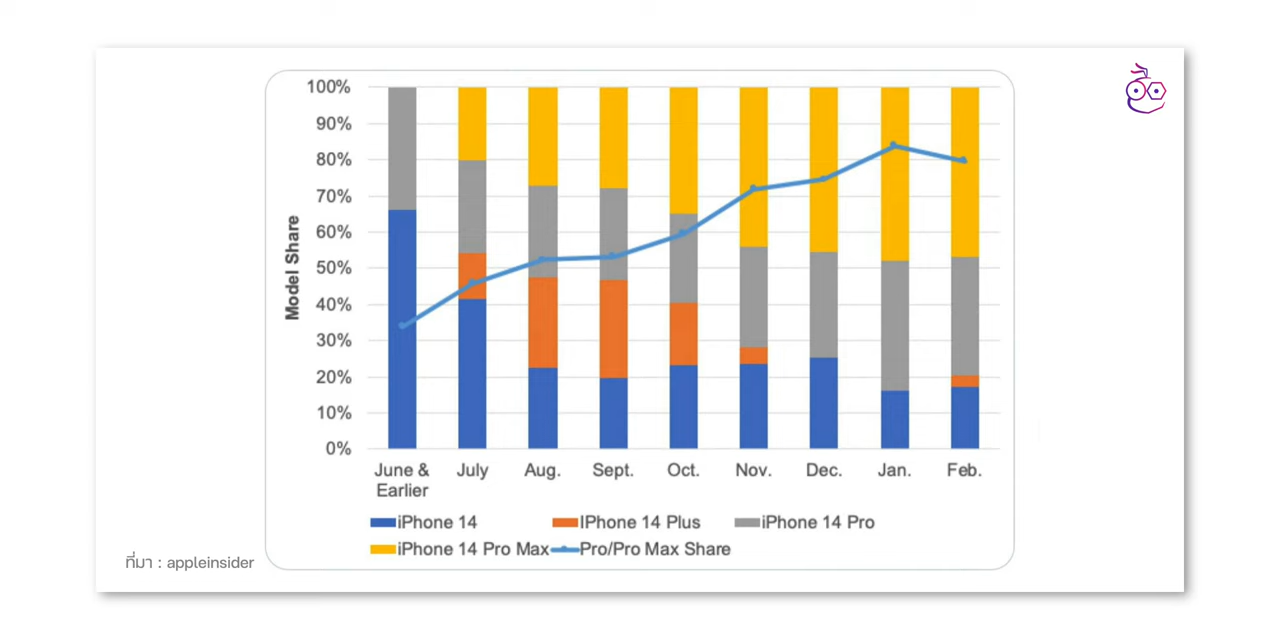 100%
90%
80%
70%
60%
50%
40%
30%
20%
10%
0%
Model Share
June & Earlier
July
Aug.
Sept.
Oct.
Nov.
Dec.
Jan.
Feb.
iPhone 14
IPhone 14 Plus
iPhone 14 Pro
iPhone 14 Pro Max
Pro/Pro Max Share
ที่มา : appleinsider